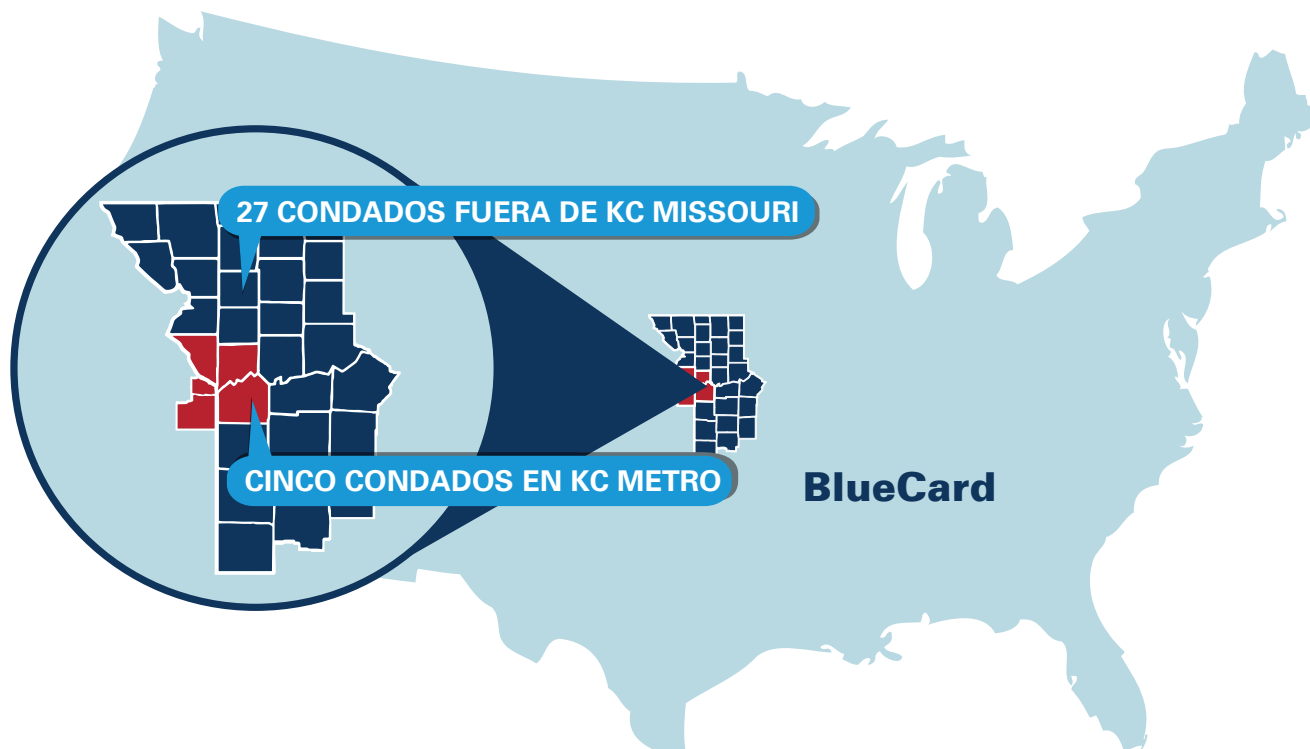 27 CONDADOS FUERA DE KC MISSOURI
CINCO CONDADOS EN KC METRO
BlueCard